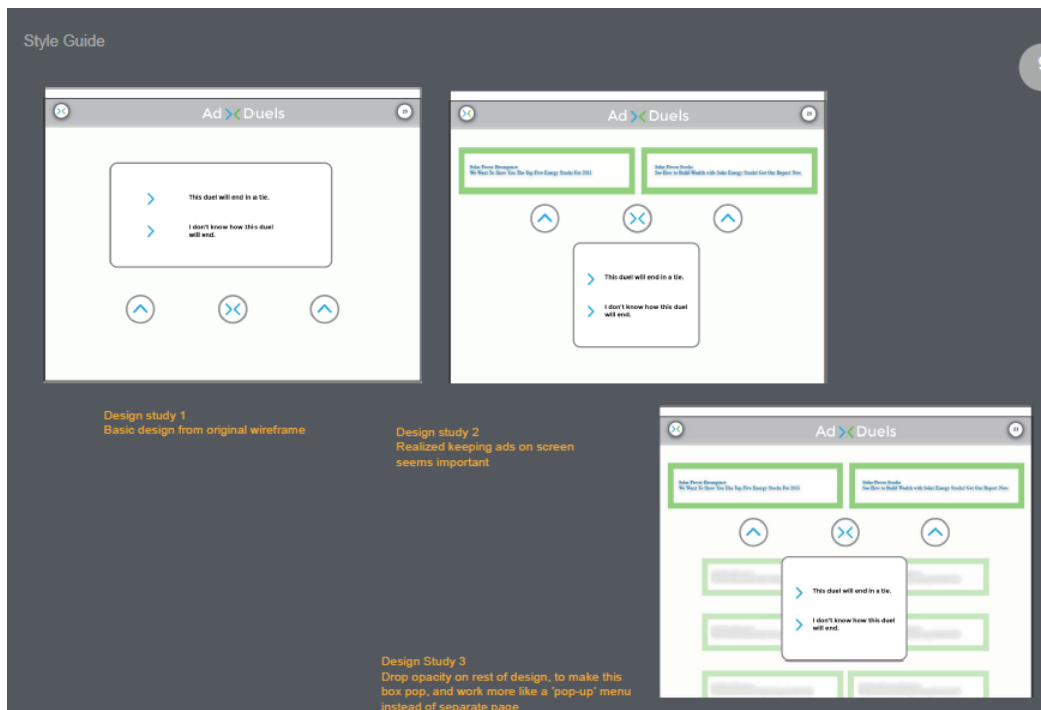 Style Guide
9
Ad Duels
This duel will end in a tie.
I don't know how this duel
will end.
Design study 1
Basic design from original wireframe
Ad Duels
Solar Power Resurgence
We Want To Show You The Top Five Energy Stocks For 2015
Solar Power Stocks
See How to Build Wealth with Solar Energy Stocks! Get Our Report Now.
This duel will end in a tie.
I don't know how this duel
will end.
Design study 2
Realized keeping ads on screen
seems important
Ad Duels
Solar Power Resurgence
We Want To Show You The Top Five Energy Stocks For 2015
Solar Power Stocks
See How to Build Wealth with Solar Energy Stocks! Get Our Report Now.
This duel will end in a tie.
I don't know how this duel
will end.
Design Study 3
Drop opacity on rest of design, to make this
box pop, and work more like a 'pop-up' menu
instead of separate page